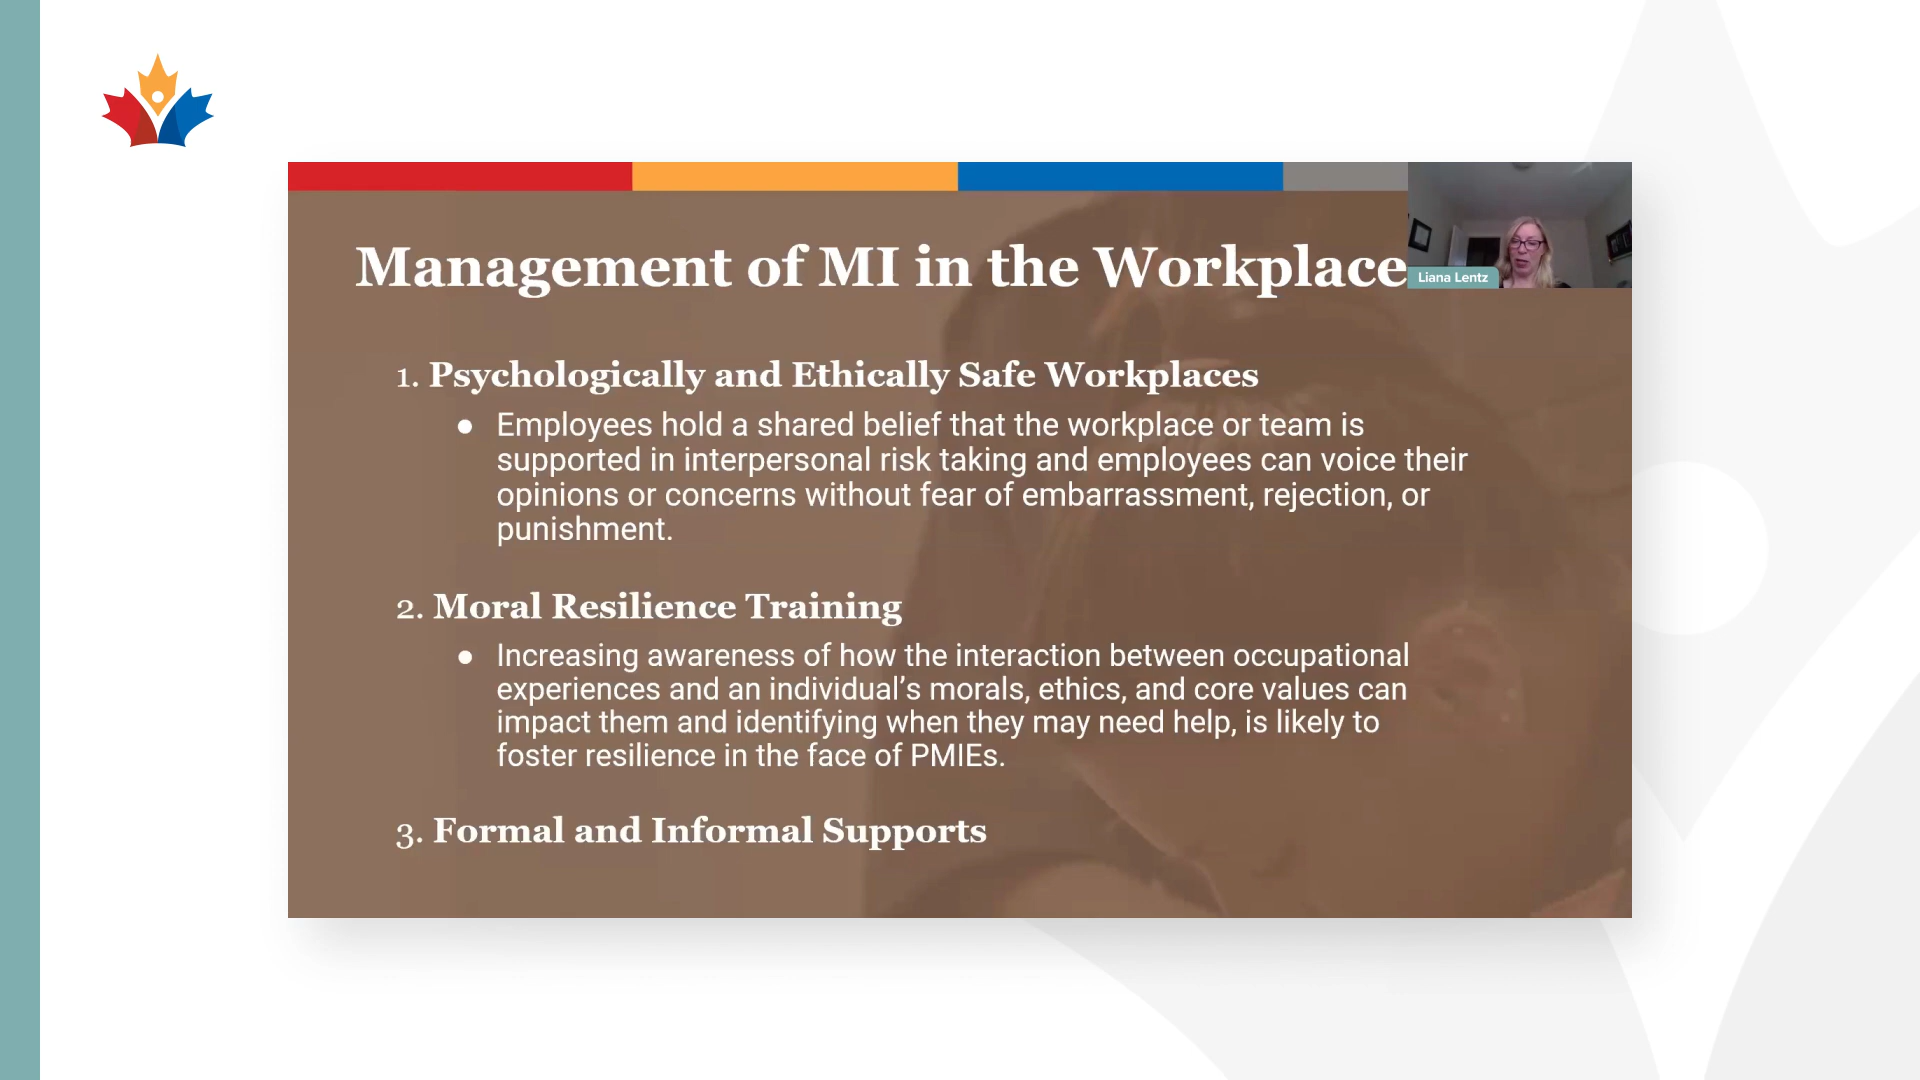 Management of MI in the Workplace
Liana Lentz
1. Psychologically and Ethically Safe Workplaces
● Employees hold a shared belief that the workplace or team is
supported in interpersonal risk taking and employees can voice their
opinions or concerns without fear of embarrassment, rejection, or
punishment.
2. Moral Resilience Training
● Increasing awareness of how the interaction between occupational
experiences and an individual’s morals, ethics, and core values can
impact them and identifying when they may need help, is likely to
foster resilience in the face of PMIEs.
3. Formal and Informal Supports